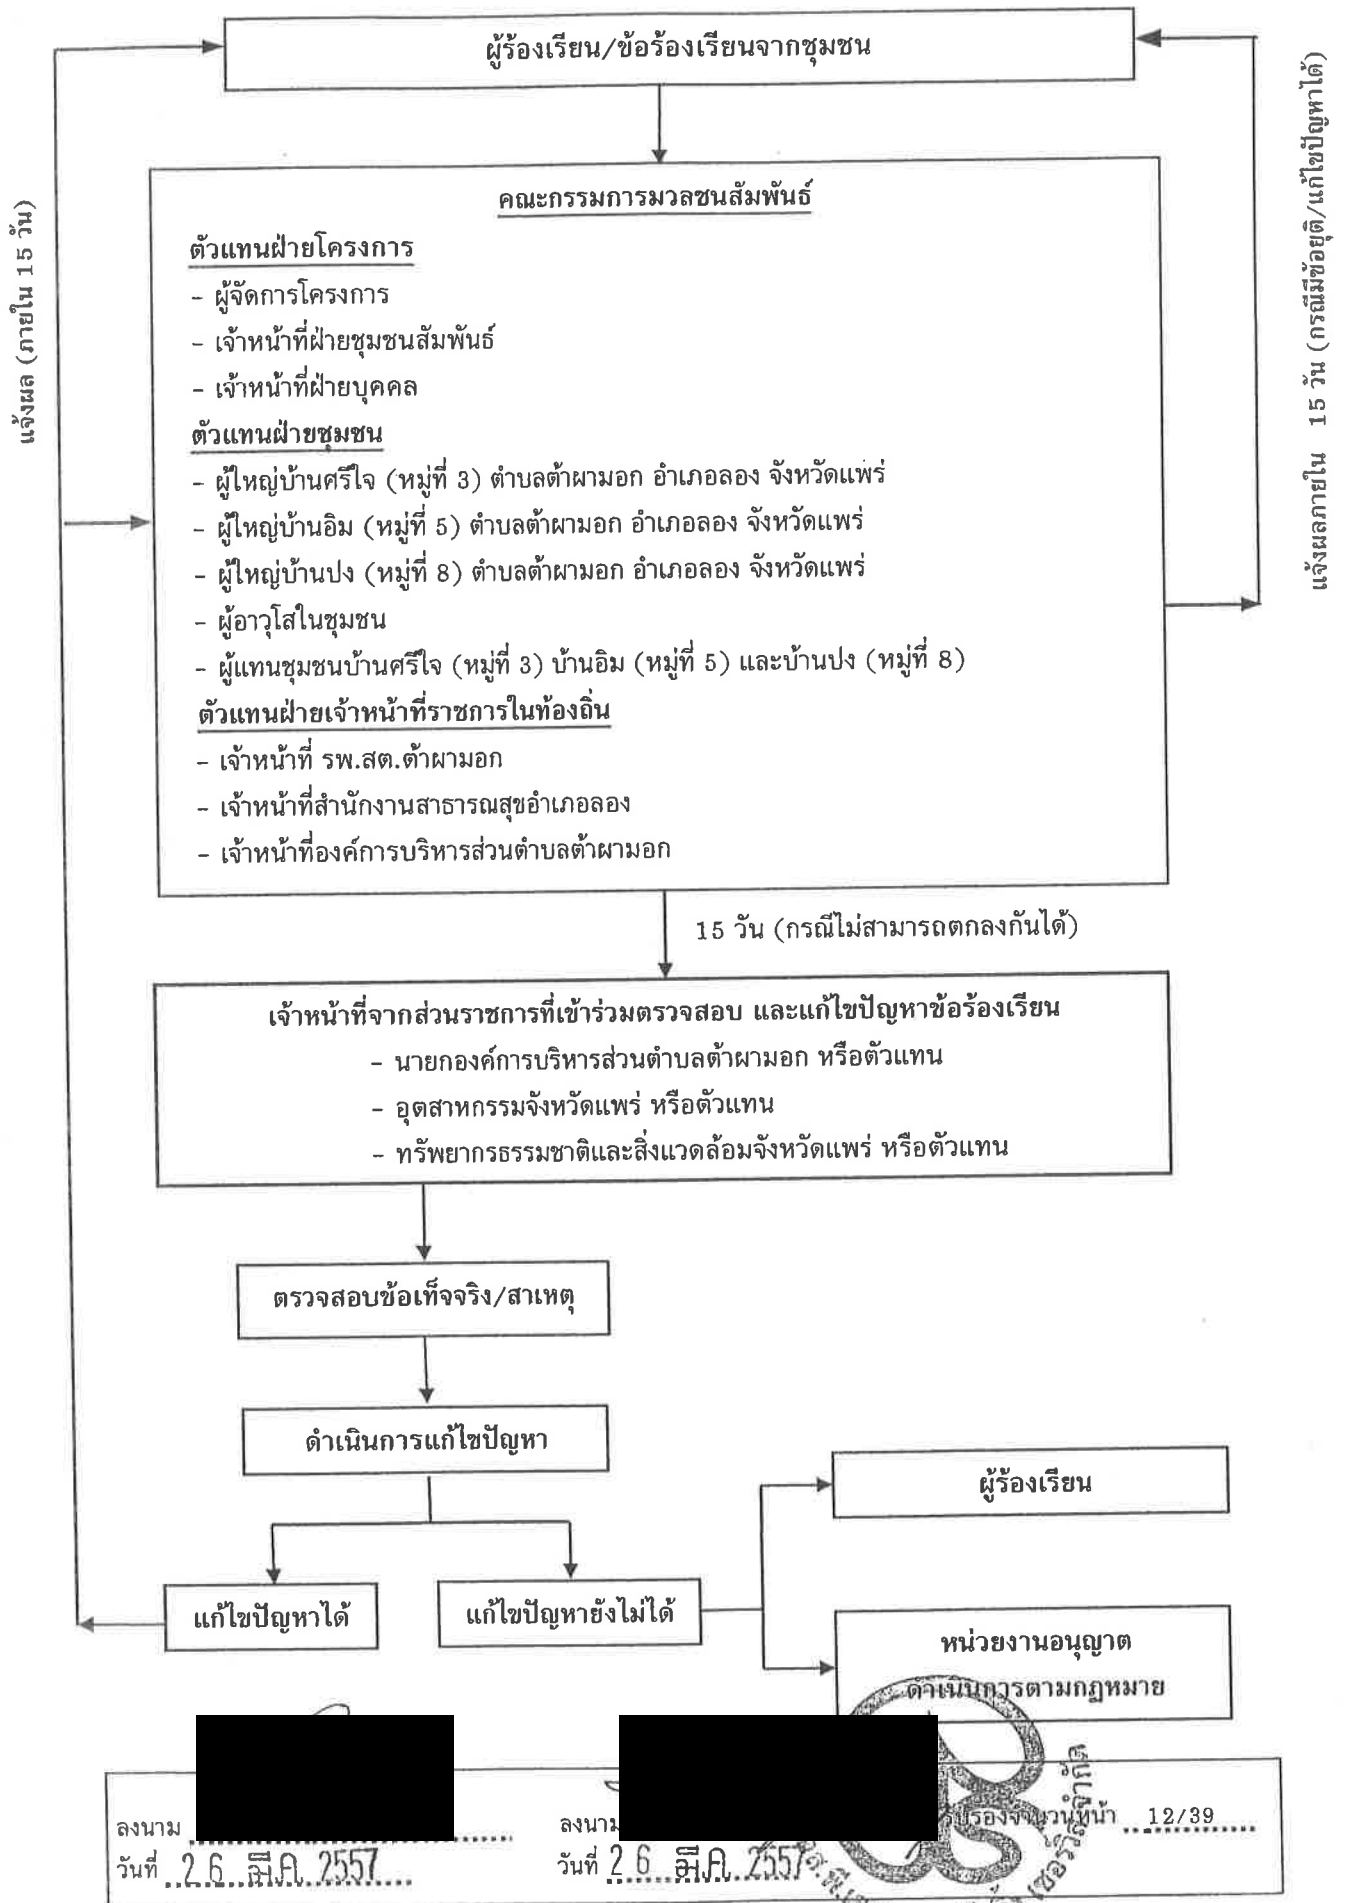 ผู้ร้องเรียน/ข้อร้องเรียนจากชุมชน
แจ้งผล (ภายใน 15 วัน)
แจ้งผลภายใน 15 วัน (กรณีมีข้อยุติ/แก้ไขปัญหาได้)
คณะกรรมการมวลชนสัมพันธ์
ตัวแทนฝ่ายโครงการ
- ผู้จัดการโครงการ
- เจ้าหน้าที่ฝ่ายชุมชนสัมพันธ์
- เจ้าหน้าที่ฝ่ายบุคคล
ตัวแทนฝ่ายชุมชน
- ผู้ใหญ่บ้านศรีใจ (หมู่ที่ 3) ตำบลต้าผามอก อำเภอลอง จังหวัดแพร่
- ผู้ใหญ่บ้านอิม (หมู่ที่ 5) ตำบลต้าผามอก อำเภอลอง จังหวัดแพร่
- ผู้ใหญ่บ้านปง (หมู่ที่ 8) ตำบลต้าผามอก อำเภอลอง จังหวัดแพร่
- ผู้อาวุโสในชุมชน
- ผู้แทนชุมชนบ้านศรีใจ (หมู่ที่ 3) บ้านอิม (หมู่ที่ 5) และบ้านปง (หมู่ที่ 8)
ตัวแทนฝ่ายเจ้าหน้าที่ราชการในท้องถิ่น
- เจ้าหน้าที่ รพ.สต.ต้าผามอก
- เจ้าหน้าที่สำนักงานสาธารณสุขอำเภอลอง
- เจ้าหน้าที่องค์การบริหารส่วนตำบลต้าผามอก
15 วัน (กรณีไม่สามารถตกลงกันได้)
เจ้าหน้าที่จากส่วนราชการที่เข้าร่วมตรวจสอบ และแก้ไขปัญหาข้อร้องเรียน
- นายกองค์การบริหารส่วนตำบลต้าผามอก หรือตัวแทน
- อุตสาหกรรมจังหวัดแพร่ หรือตัวแทน
- ทรัพยากรธรรมชาติและสิ่งแวดล้อมจังหวัดแพร่ หรือตัวแทน
ตรวจสอบข้อเท็จจริง/สาเหตุ
ดำเนินการแก้ไขปัญหา
ผู้ร้องเรียน
แก้ไขปัญหาได้
แก้ไขปัญหายังไม่ได้
หน่วยงานอนุญาต
ดำเนินการตามกฎหมาย
ลงนาม
ลงนาม
รับรองจำนวนหน้า 12/39
วันที่ 26 มี.ค. 2557
วันที่ 26 มี.ค. 2557